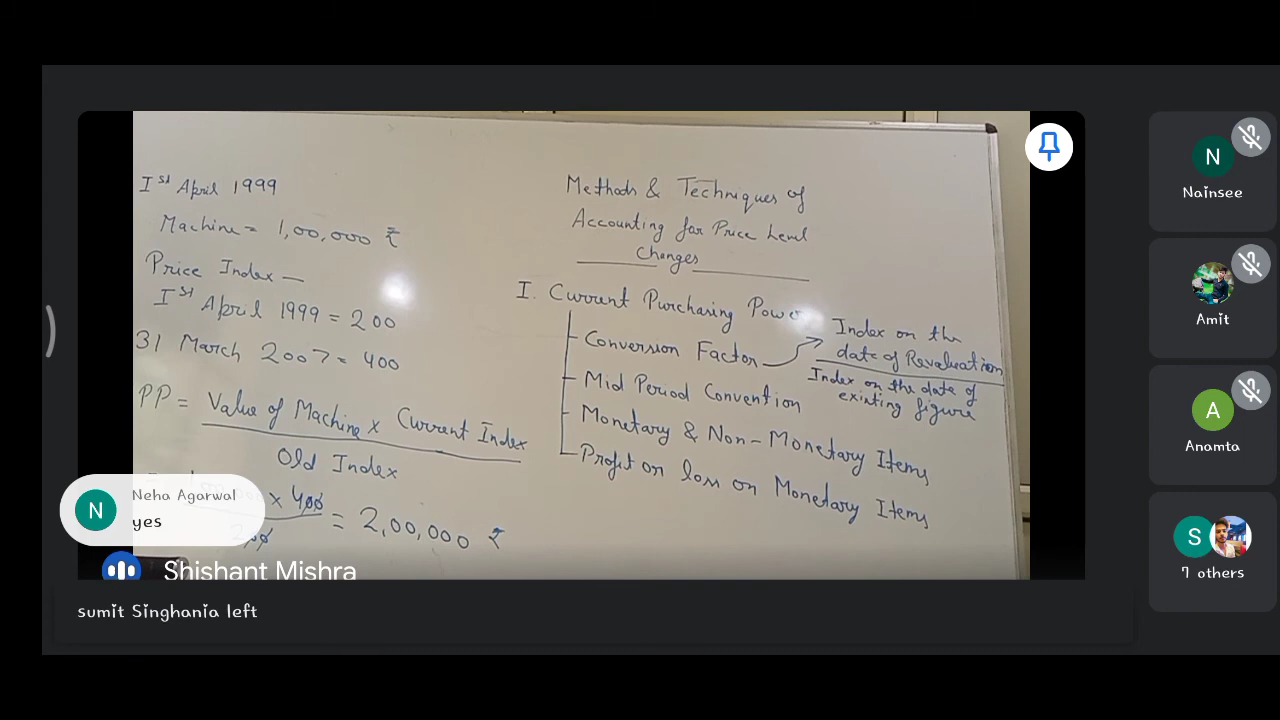 Ist April 1999
Machine = 1,00,000 ₹
Price Index —
Ist April 1999 = 200
31 March 2007 = 400
PP = Value of Machine x Current Index
Old Index
x 400
200
= 2,00,000 ₹
Methods & Techniques of
Accounting for Price Level
Changes
I. Current Purchasing Power
Conversion Factor
Index on the
date of Revaluation
Index on the date of
existing figure
Mid Period Convention
Monetary & Non-Monetary Items
Profit or loss on Monetary Items
N
Neha Agarwal
yes
Shishant Mishra
sumit Singhania left
N
Nainsee
Amit
A
Anamta
S
7 others